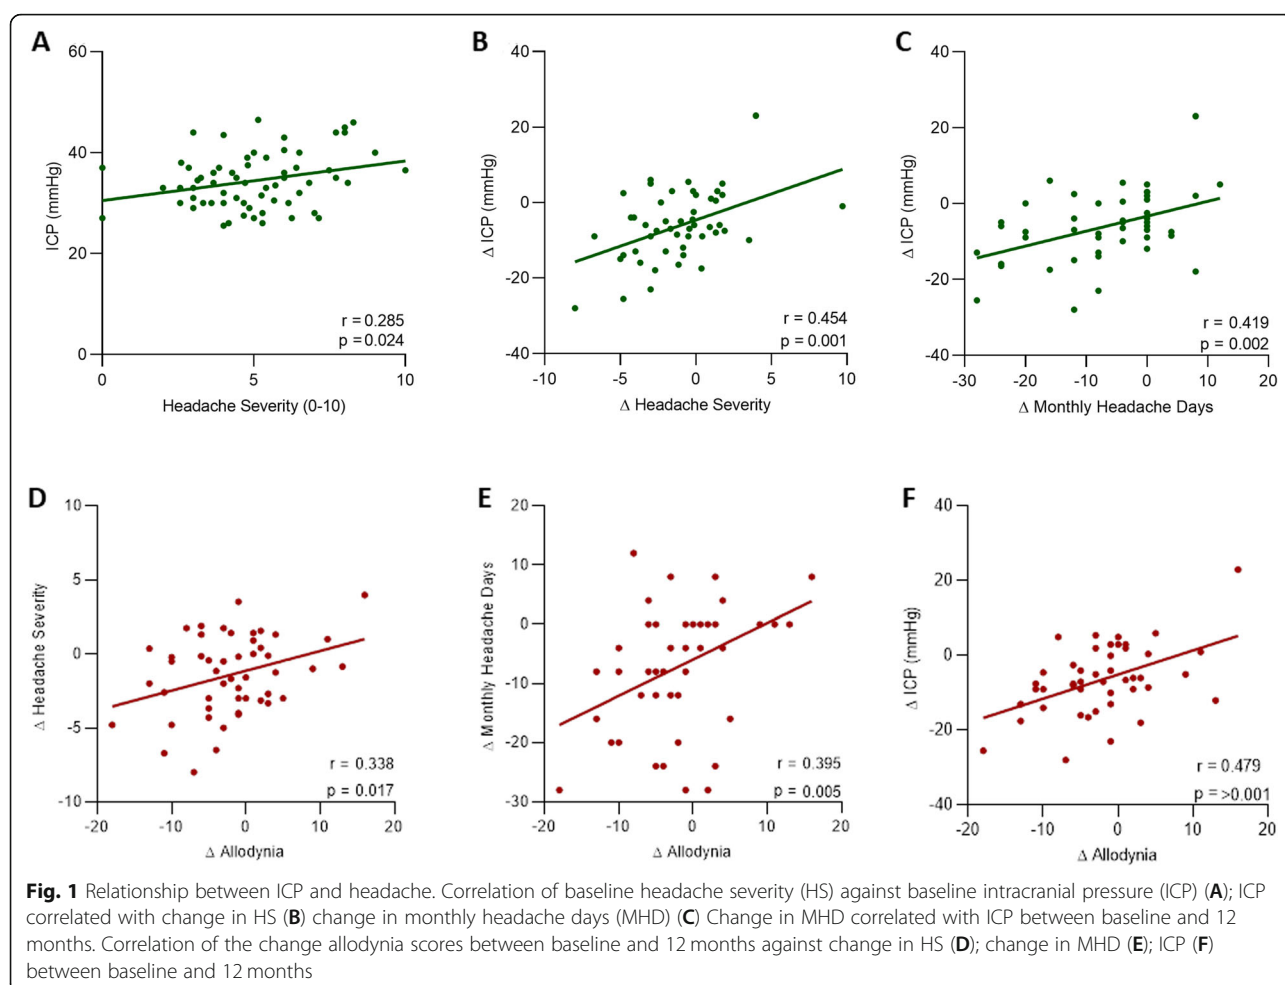 A
60
40
20
0
ICP (mmHg)
0
5
10
Headache Severity (0-10)
r = 0.285
p = 0.024
B
40
20
0
-20
-40
Δ ICP (mmHg)
-10
-5
0
5
10
Δ Headache Severity
r = 0.454
p = 0.001
C
40
20
0
-20
-40
Δ ICP (mmHg)
-30
-20
-10
0
10
20
Δ Monthly Headache Days
r = 0.419
p = 0.002
D
10
5
0
-5
-10
Δ Headache Severity
-20
-10
0
10
20
Δ Allodynia
r = 0.338
p = 0.017
E
20
10
0
-10
-20
-30
Δ Monthly Headache Days
-20
-10
0
10
20
Δ Allodynia
r = 0.395
p = 0.005
F
40
20
0
-20
-40
Δ ICP (mmHg)
-20
-10
0
10
20
Δ Allodynia
r = 0.479
p = >0.001
Fig. 1 Relationship between ICP and headache. Correlation of baseline headache severity (HS) against baseline intracranial pressure (ICP) (A); ICP
correlated with change in HS (B) change in monthly headache days (MHD) (C) Change in MHD correlated with ICP between baseline and 12
months. Correlation of the change allodynia scores between baseline and 12 months against change in HS (D); change in MHD (E); ICP (F)
between baseline and 12 months